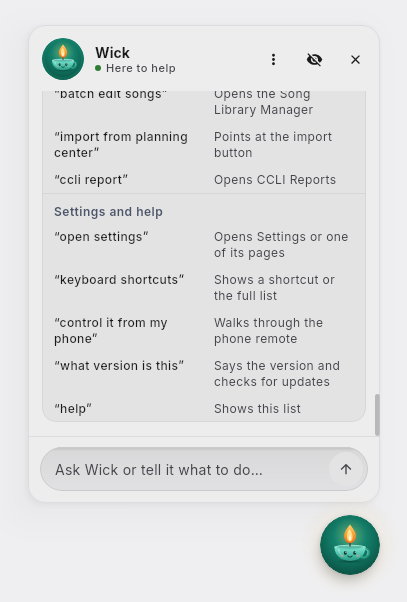 Wick
Here to help
“batch edit songs”
Opens the Song
Library Manager
“import from planning
center”
Points at the import
button
“ccli report”
Opens CCLI Reports
Settings and help
“open settings”
Opens Settings or one
of its pages
“keyboard shortcuts”
Shows a shortcut or
the full list
“control it from my
phone”
Walks through the
phone remote
“what version is this”
Says the version and
checks for updates
“help”
Shows this list
Ask Wick or tell it what to do...